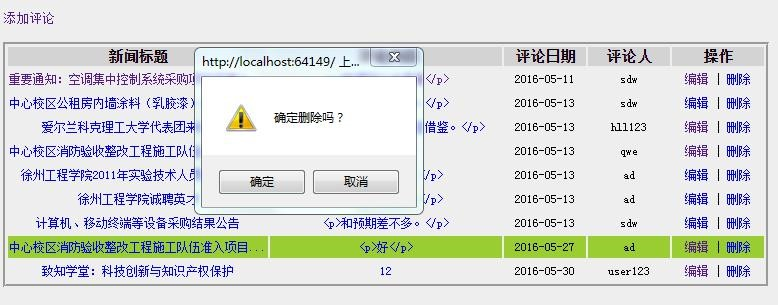 添加评论
新闻标题 评论日期 评论人 操作
http://localhost:64149/ 上...
重要通知：空调集中控制系统采购项 </p> 2016-05-11 sdw 编辑 | 删除
中心校区公租房内墙涂料（乳胶漆） 2016-05-13 sdw 编辑 | 删除
确定删除吗？
爱尔兰科克理工大学代表团来 借鉴。</p> 2016-05-13 hll123 编辑 | 删除
中心校区消防验收整改工程施工队伍 2016-05-13 qwe 编辑 | 删除
徐州工程学院2011年实验技术人员 2016-05-13 ad 编辑 | 删除
确定 取消
徐州工程学院诚聘英才 2016-05-13 ad 编辑 | 删除
计算机、移动终端等设备采购结果公告 <p>和预期差不多。</p> 2016-05-13 sdw 编辑 | 删除
中心校区消防验收整改工程施工队伍准入项目... <p>好</p> 2016-05-27 ad 编辑 | 删除
致知学堂：科技创新与知识产权保护 12 2016-05-30 user123 编辑 | 删除